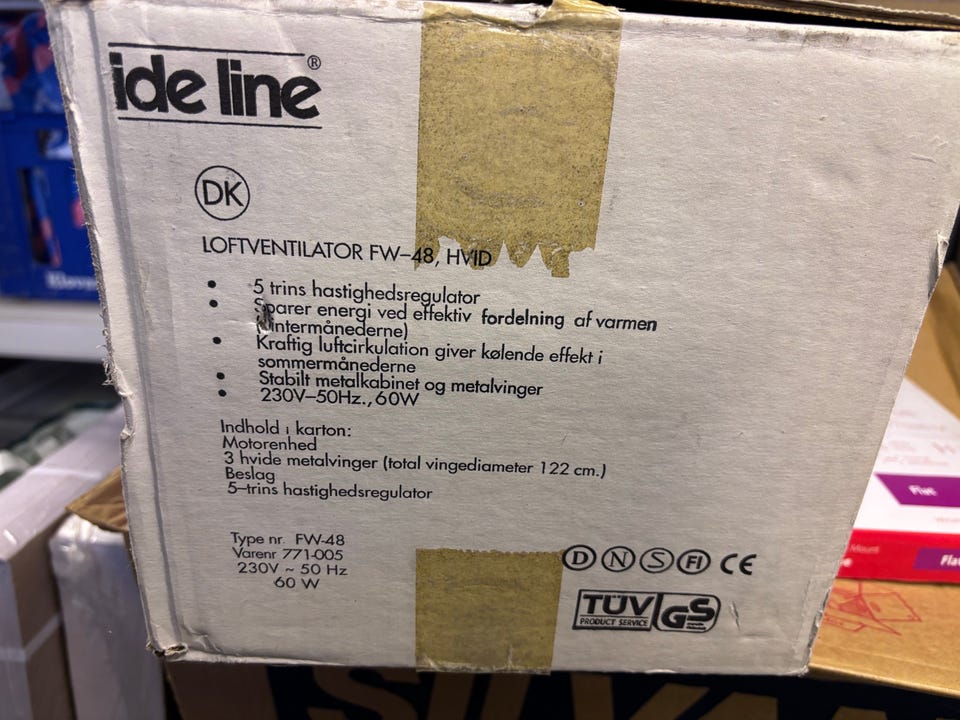 ide line®
DK
LOFTVENTILATOR FW-48, HVID
• 5 trins hastighedsregulator
• Sparer energi ved effektiv fordelning af varmen
(vintermånederne)
• Kraftig luftcirkulation giver kølende effekt i
sommermånederne
• Stabilt metalkabinet og metalvinger
• 230V-50Hz., 60W
Indhold i karton:
Motorenhed
3 hvide metalvinger (total vingediameter 122 cm.)
Beslag
5-trins hastighedsregulator
Type nr. FW-48
Varenr 771-005
230V ~ 50 Hz
60 W
D N S FI CE
TÜV GS
PRODUCT SERVICE
Flat
Mount